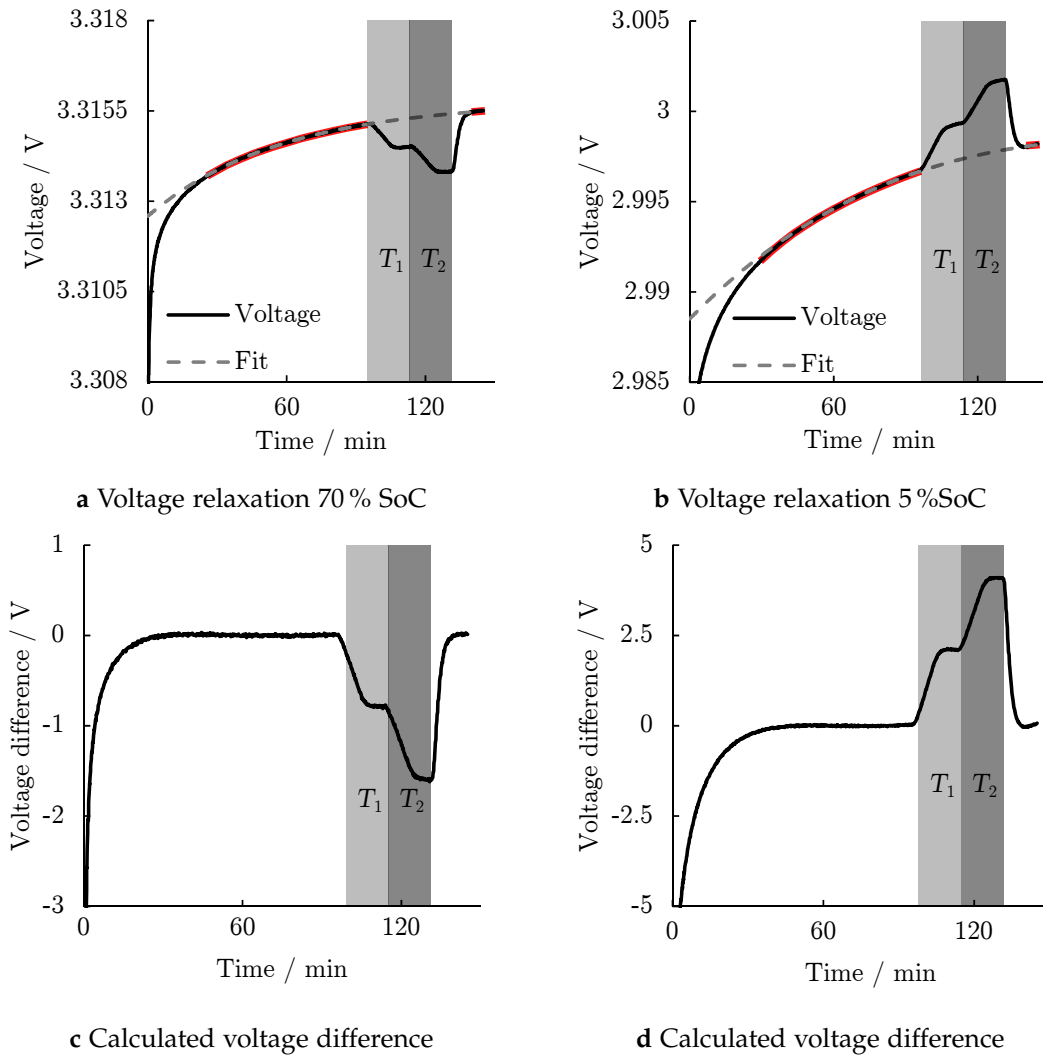 3.318
3.3155
3.313
3.3105
3.308
Voltage / V
T1
T2
Voltage
Fit
0
60
120
Time / min
a Voltage relaxation 70 % SoC
3.005
3
2.995
2.99
2.985
Voltage / V
T1
T2
Voltage
Fit
0
60
120
Time / min
b Voltage relaxation 5 %SoC
1
0
-1
-2
-3
Voltage difference / V
T1
T2
0
60
120
Time / min
c Calculated voltage difference
5
2.5
0
-2.5
-5
Voltage difference / V
T1
T2
0
60
120
Time / min
d Calculated voltage difference